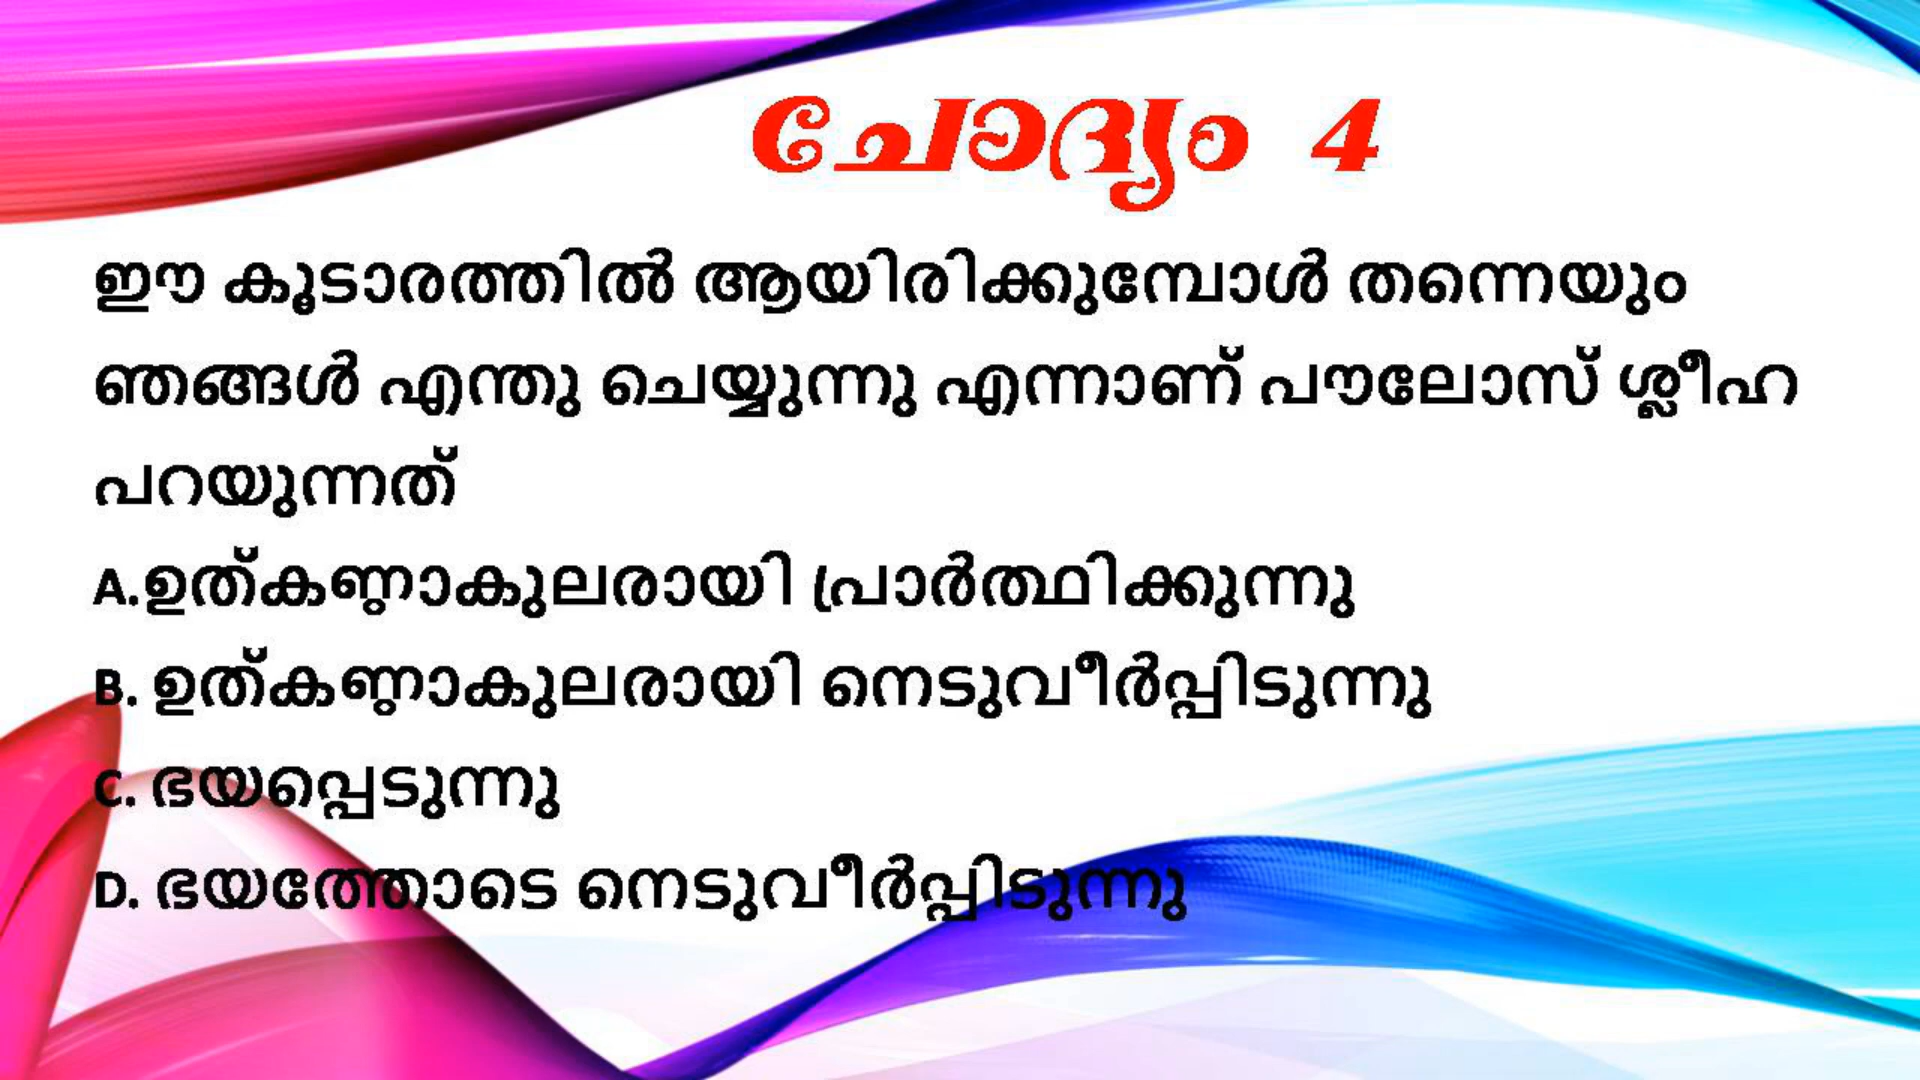 ചോദ്യം 4
ഈ കൂടാരത്തിൽ ആയിരിക്കുമ്പോൾ തന്നെയും
ഞങ്ങൾ എന്തു ചെയ്യുന്നു എന്നാണ് പൗലോസ് ശ്ലീഹ
പറയുന്നത്
A.ഉത്കണ്ഠാകുലരായി പ്രാർത്ഥിക്കുന്നു
B. ഉത്കണ്ഠാകുലരായി നെടുവീർപ്പിടുന്നു
C. ഭയപ്പെടുന്നു
D. ഭയത്തോടെ നെടുവീർപ്പിടുന്നു